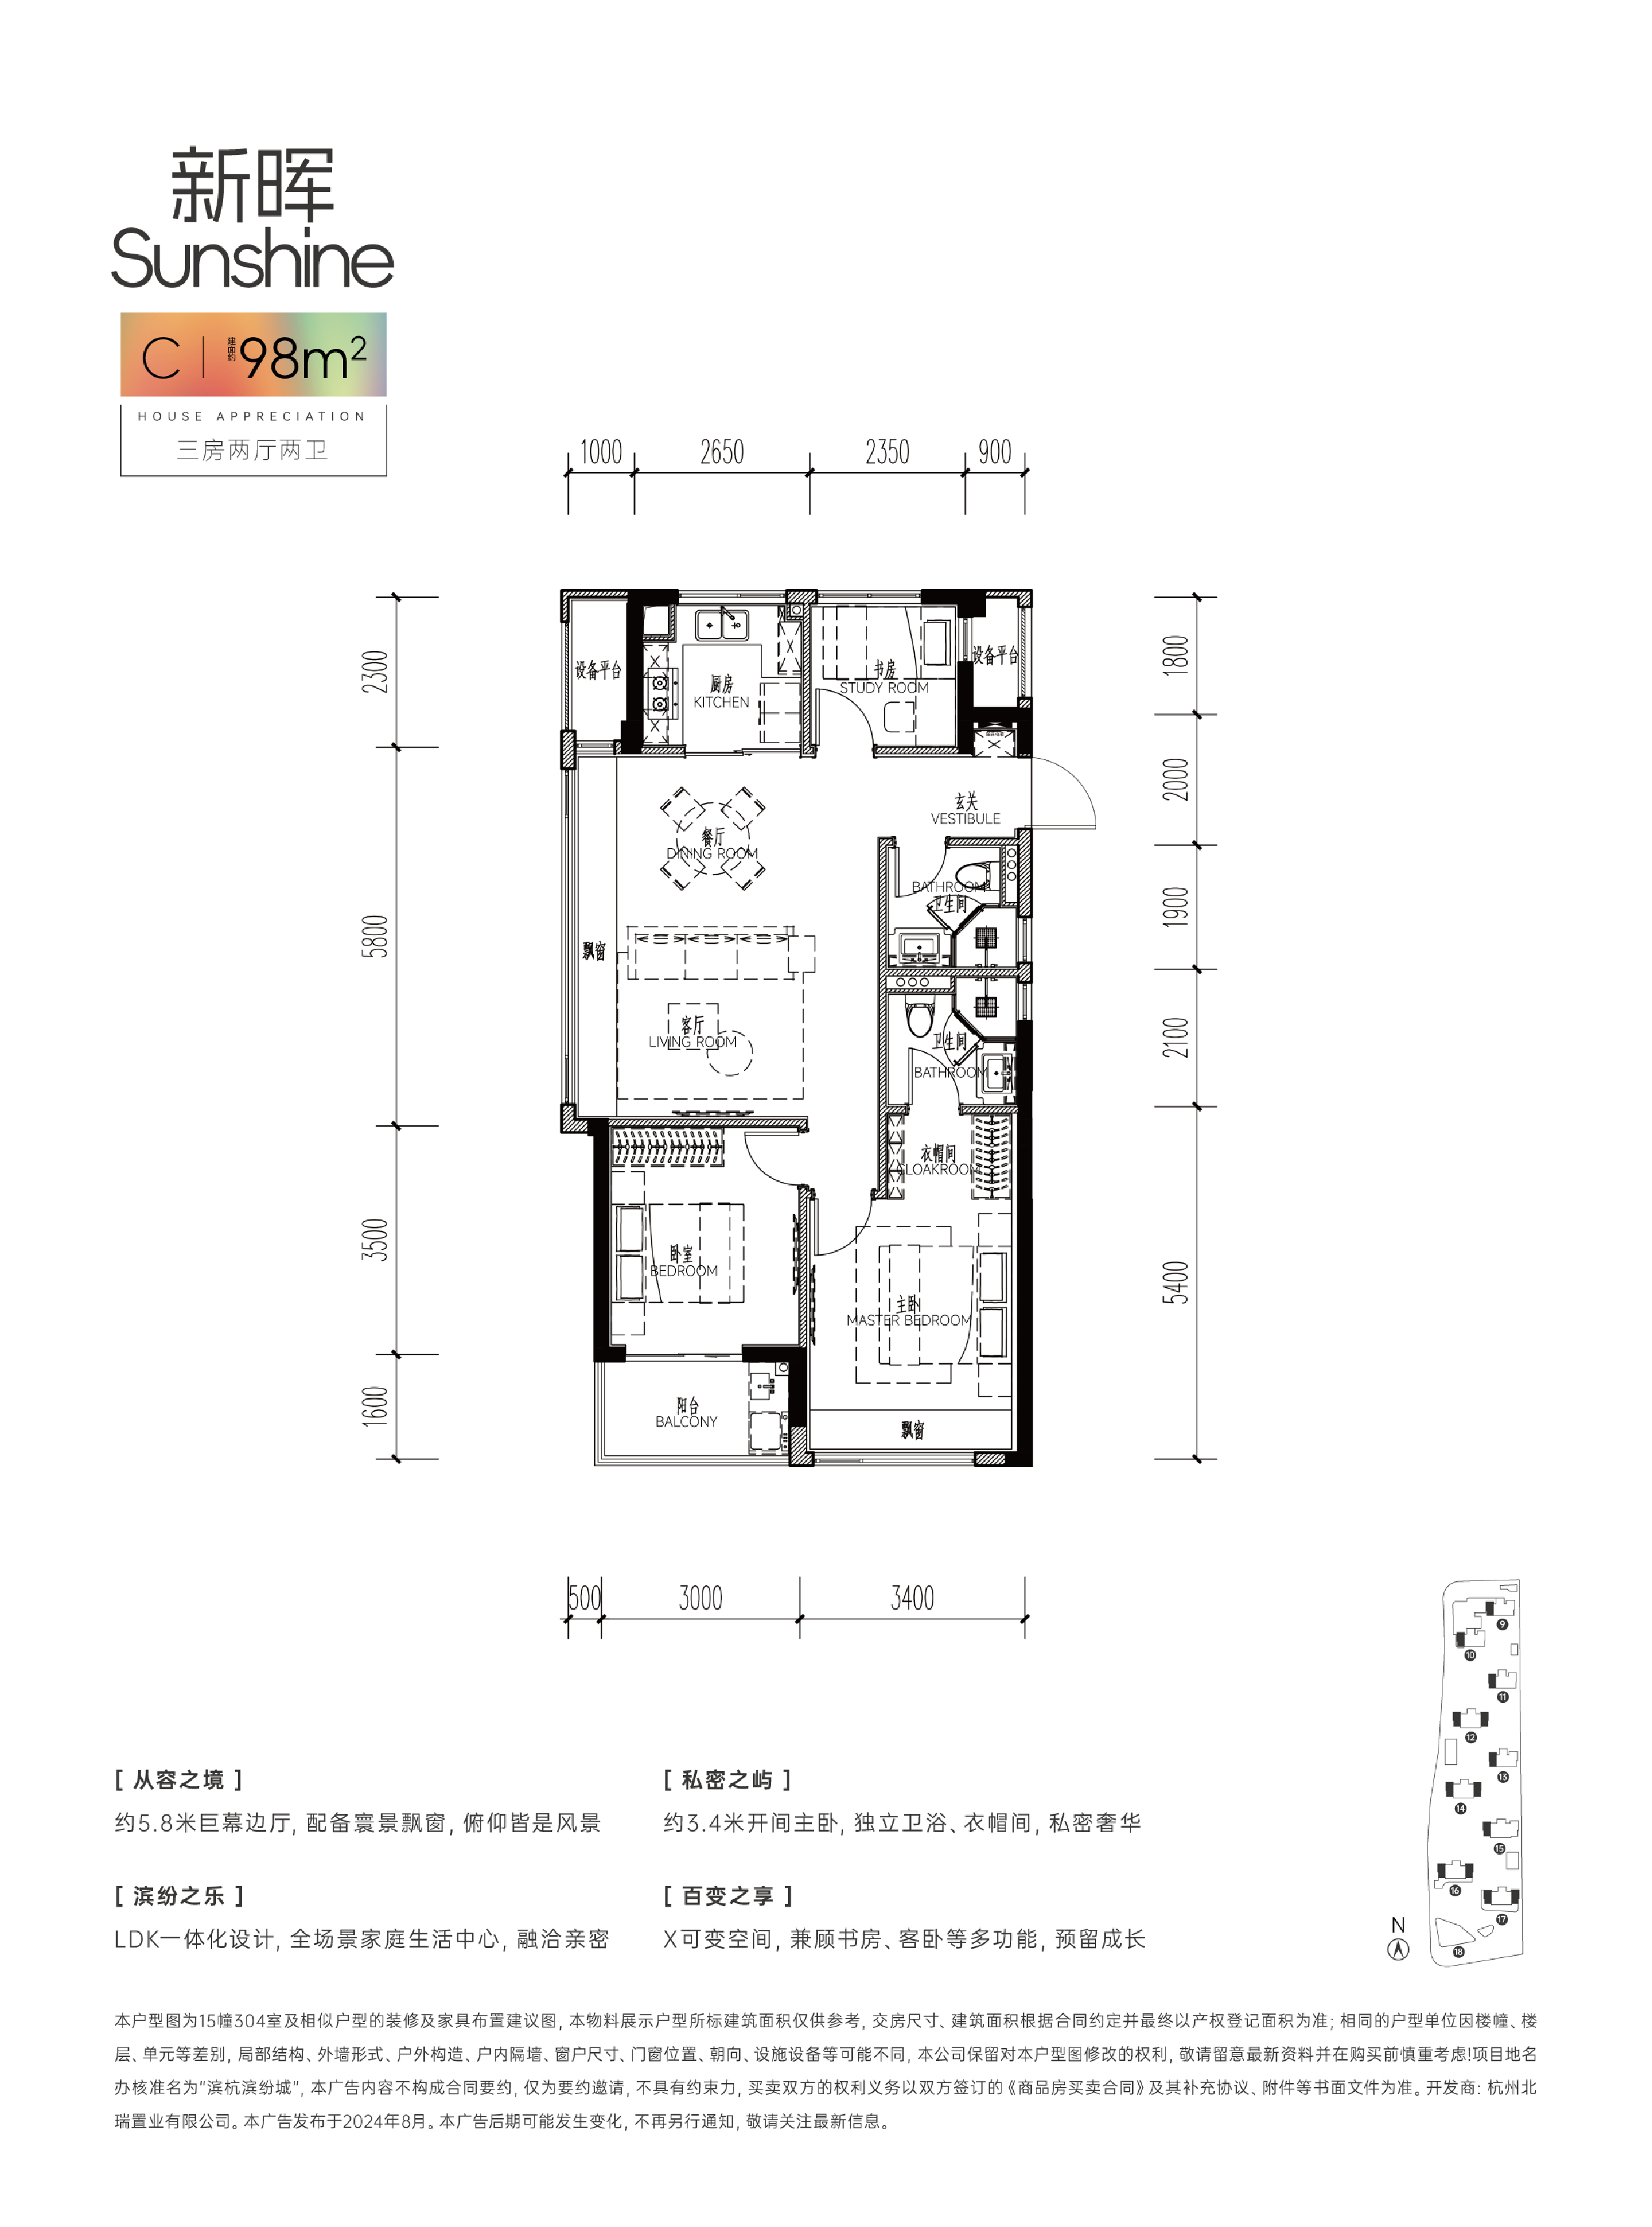 新晖
Sunshine
C 建面约98m²
HOUSE APPRECIATION
三房两厅两卫
1000 2650 2350 900
2300
5800
3500
1600
1800
2000
1900
2100
5400
设备平台
厨房
KITCHEN
书房
STUDY ROOM
设备平台
玄关
VESTIBULE
餐厅
DINING ROOM
BATHROOM
卫生间
飘窗
客厅
LIVING ROOM
卫生间
BATHROOM
衣帽间
CLOAKROOM
卧室
BEDROOM
主卧
MASTER BEDROOM
阳台
BALCONY
飘窗
500 3000 3400
9
10
11
12
13
14
15
16
17
18
N
[ 从容之境 ]
约5.8米巨幕边厅, 配备寰景飘窗, 俯仰皆是风景
[ 私密之屿 ]
约3.4米开间主卧, 独立卫浴、衣帽间, 私密奢华
[ 滨纷之乐 ]
LDK一体化设计, 全场景家庭生活中心, 融洽亲密
[ 百变之享 ]
X可变空间, 兼顾书房、客卧等多功能, 预留成长
本户型图为15幢304室及相似户型的装修及家具布置建议图, 本物料展示户型所标建筑面积仅供参考, 交房尺寸、建筑面积根据合同约定并最终以产权登记面积为准; 相同的户型单位因楼幢、楼
层、单元等差别, 局部结构、外墙形式、户外构造、户内隔墙、窗户尺寸、门窗位置、朝向、设施设备等可能不同, 本公司保留对本户型图修改的权利, 敬请留意最新资料并在购买前慎重考虑!项目地名
办核准名为“滨杭滨纷城”, 本广告内容不构成合同要约, 仅为要约邀请, 不具有约束力, 买卖双方的权利义务以双方签订的《商品房买卖合同》及其补充协议、附件等书面文件为准。开发商: 杭州北
瑞置业有限公司。本广告发布于2024年8月。本广告后期可能发生变化, 不再另行通知, 敬请关注最新信息。